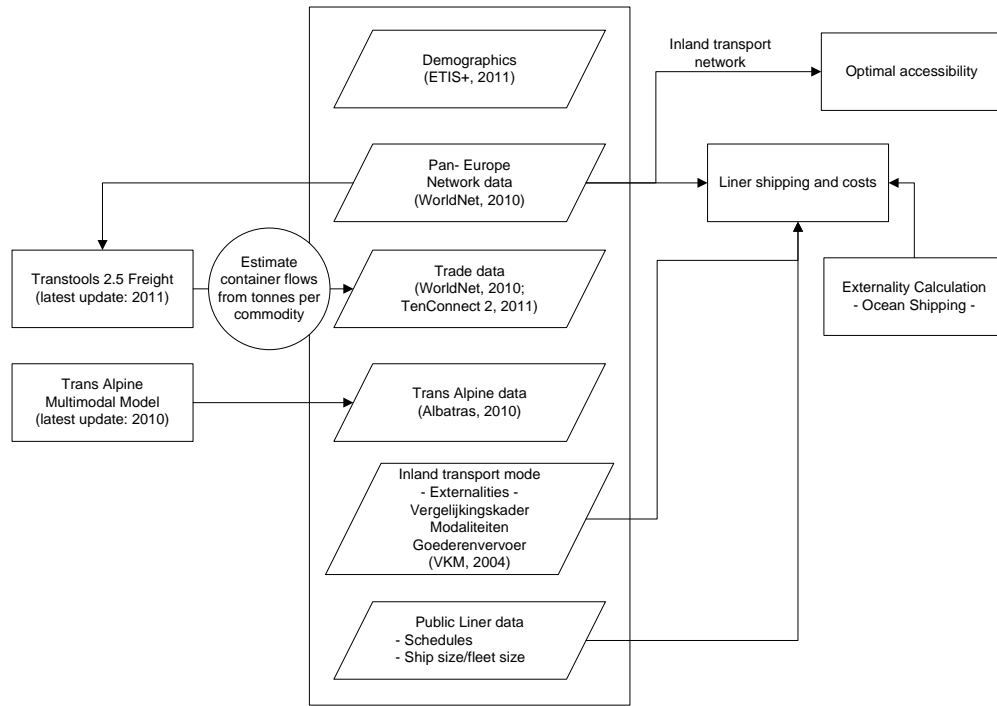 Demographics
(ETIS+, 2011)
Inland transport
network
Optimal accessibility
Pan- Europe
Network data
(WorldNet, 2010)
Liner shipping and costs
Transtools 2.5 Freight
(latest update: 2011)
Estimate
container flows
from tonnes per
commodity
Trade data
(WorldNet, 2010;
TenConnect 2, 2011)
Externality Calculation
- Ocean Shipping -
Trans Alpine
Multimodal Model
(latest update: 2010)
Trans Alpine data
(Albatras, 2010)
Inland transport mode
- Externalities -
Vergelijkingskader
Modaliteiten
Goederenvervoer
(VKM, 2004)
Public Liner data
- Schedules
- Ship size/fleet size